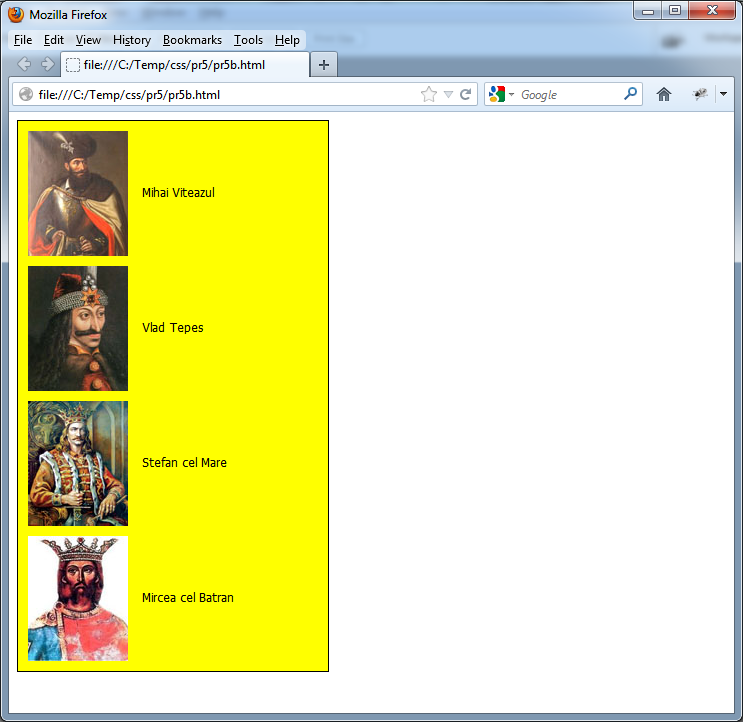 Mozilla Firefox
File Edit View History Bookmarks Tools Help
file:///C:/Temp/css/pr5/pr5b.html
file:///C:/Temp/css/pr5/pr5b.html Google
Mihai Viteazul
Vlad Tepes
Stefan cel Mare
Mircea cel Batran